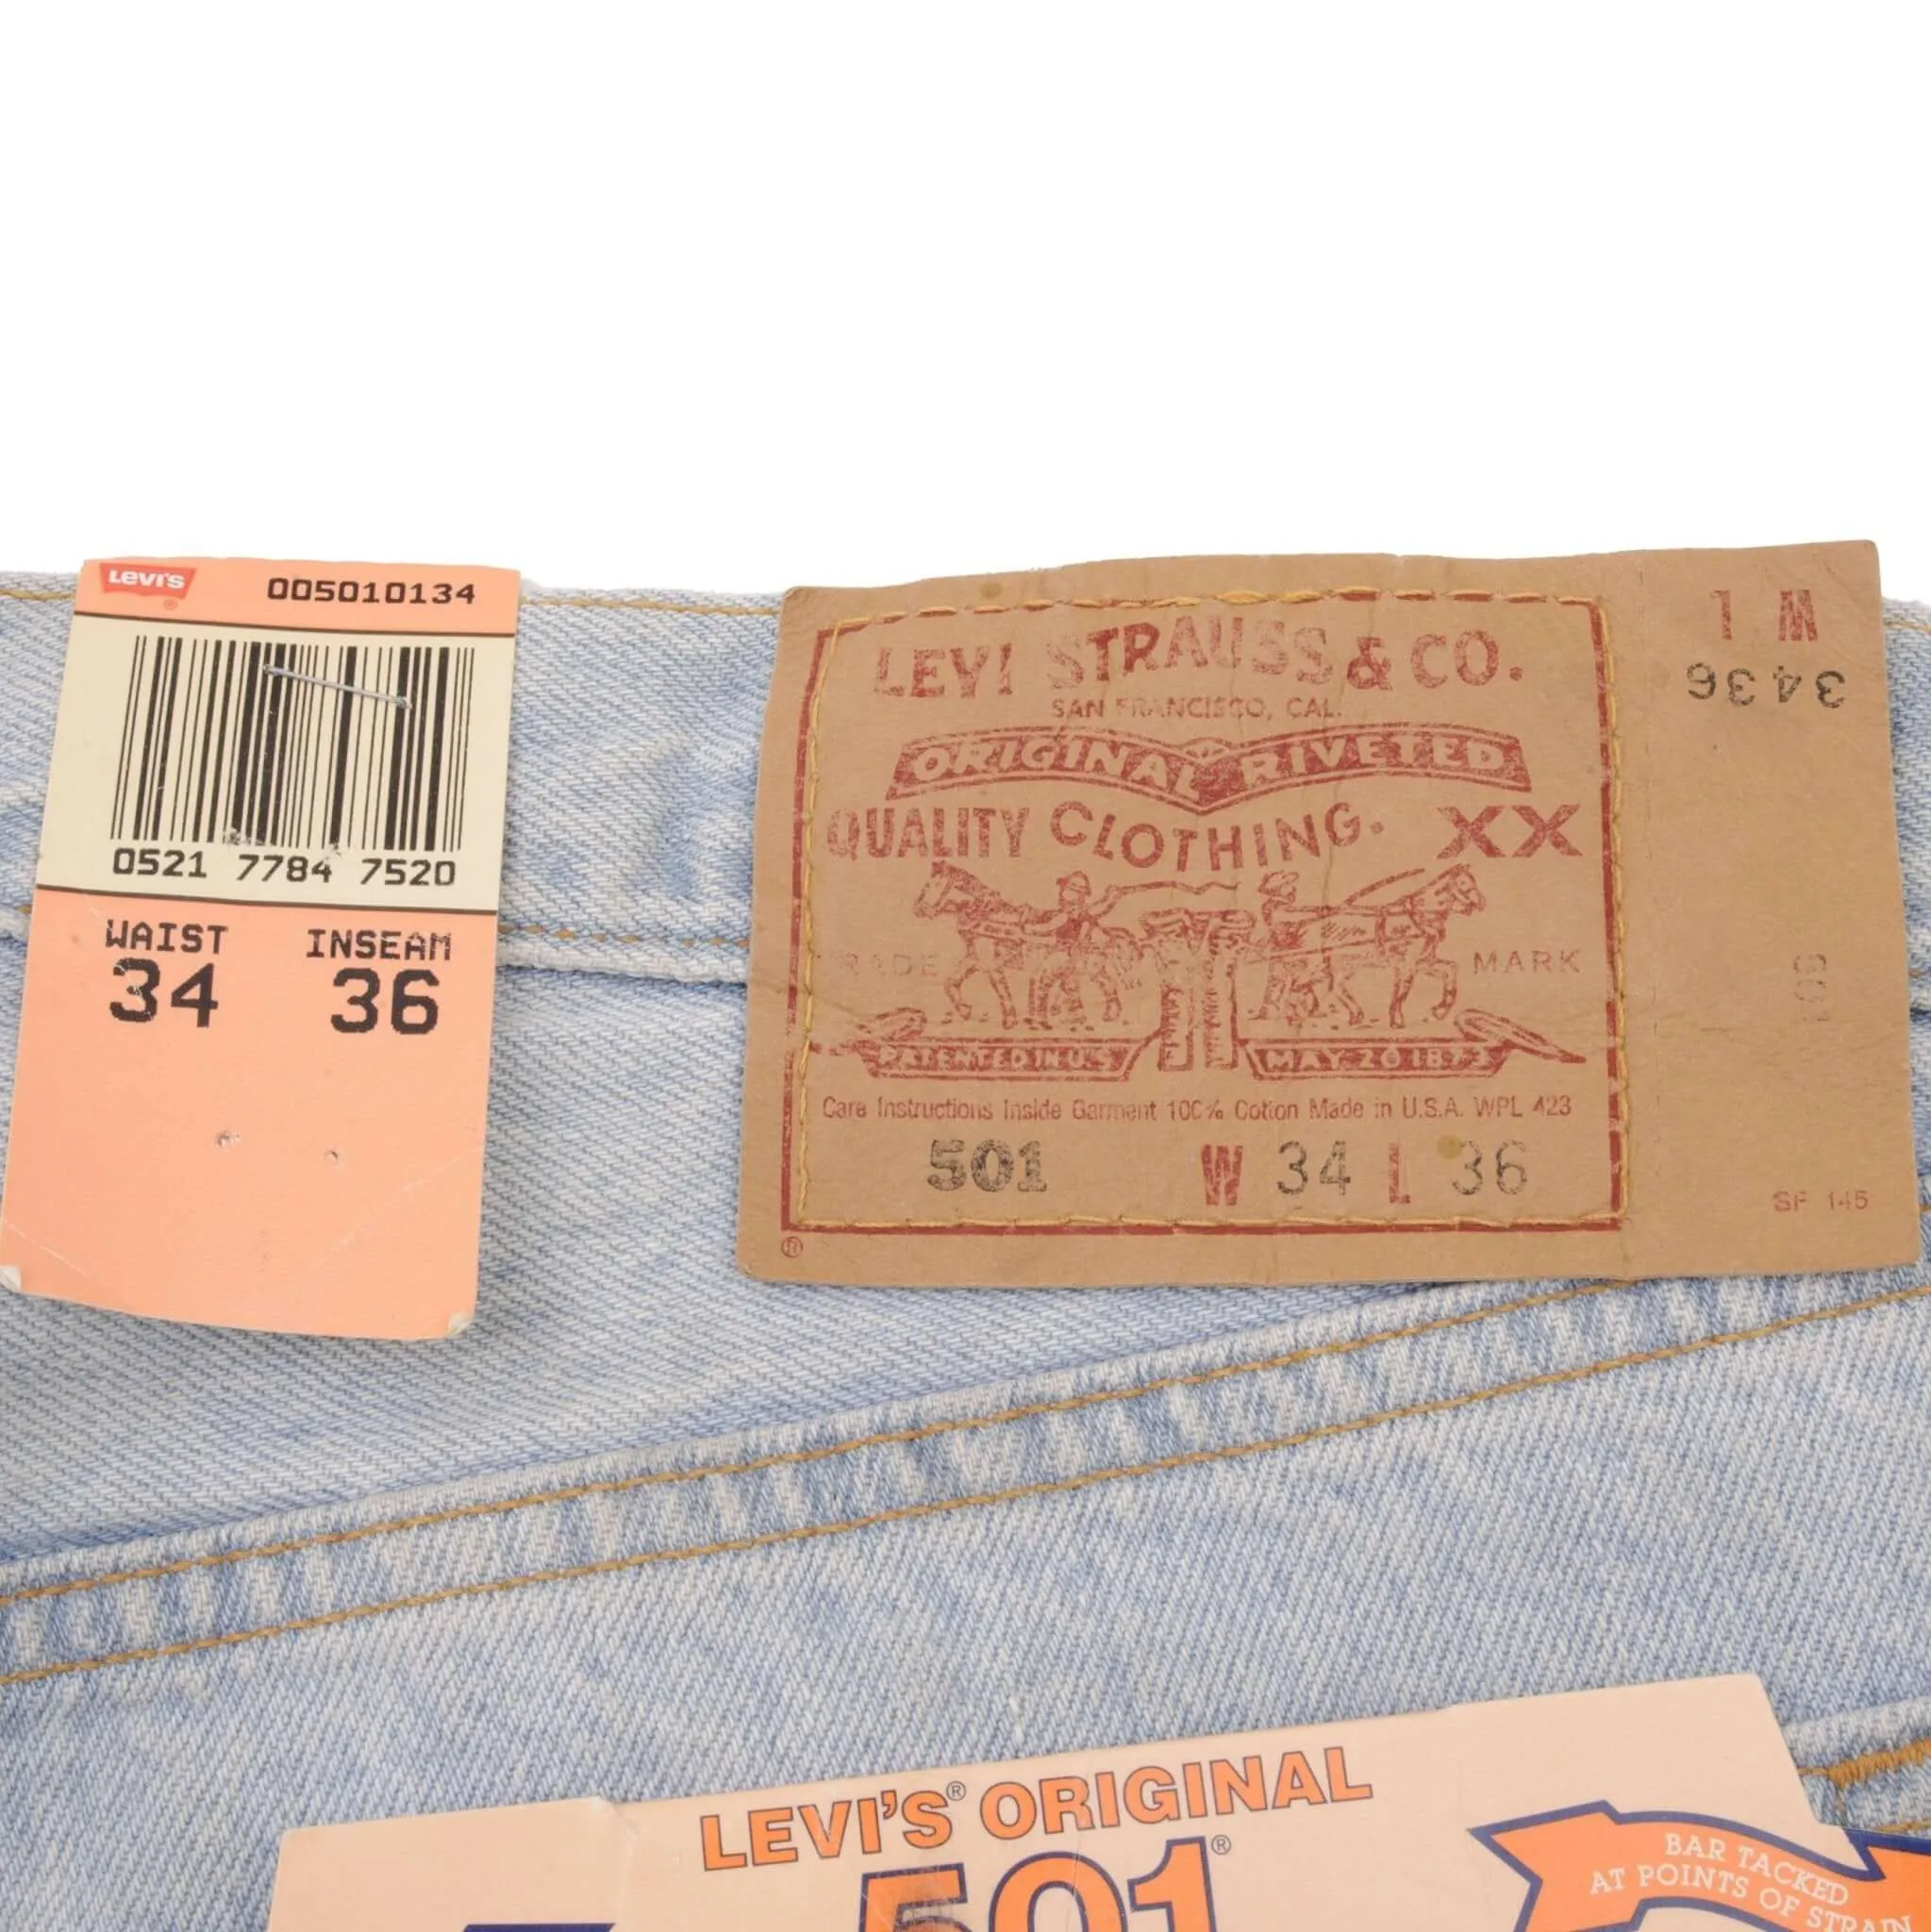 LEVI'S ®
005010134
0521 7784 7520
WAIST INSEAM
34 36
LEVI STRAUSS & CO.
SAN FRANCISCO, CAL.
ORIGINAL RIVETED
QUALITY CLOTHING. XX
TRADE MARK
PATENTED IN U.S. MAY 20 1873
Care Instructions Inside Garment 100% Cotton Made in U.S.A. WPL 423
501 W 34 L 36
®
W L
34 36
SF 145
LEVI'S® ORIGINAL
501®
BAR TACKED
AT POINTS OF STRAIN